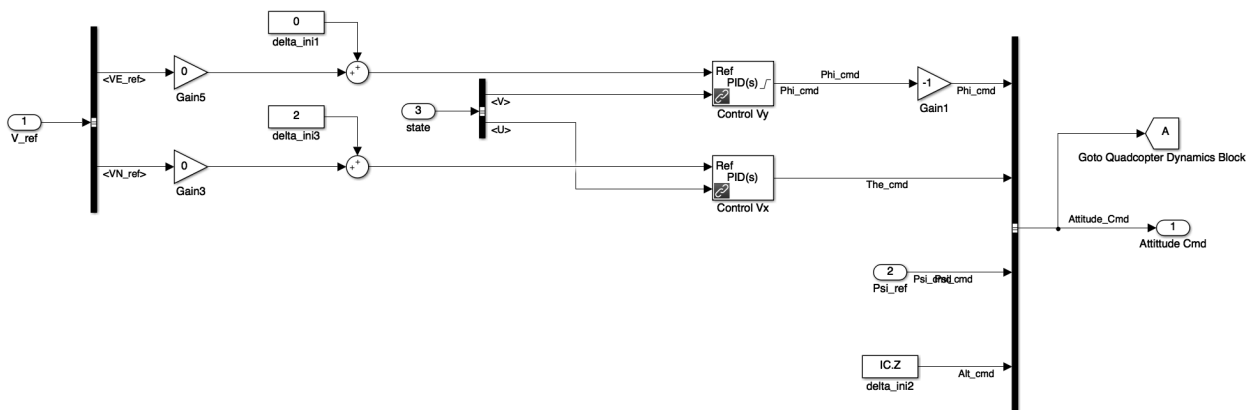 0
delta_ini1
<VE_ref>
0
Gain5
1
V_ref
2
delta_ini3
<VN_ref>
0
Gain3
3
state
<V>
<U>
Ref
PID(s)
Control Vy
Phi_cmd
Phi_cmd
-1
Gain1
Phi_cmd
Ref
PID(s)
Control Vx
The_cmd
A
Goto Quadcopter Dynamics Block
Attitude_Cmd
1
Attittude Cmd
2
Psi_ref
Psi_cmd
Psi_cmd
IC.Z
delta_ini2
Alt_cmd